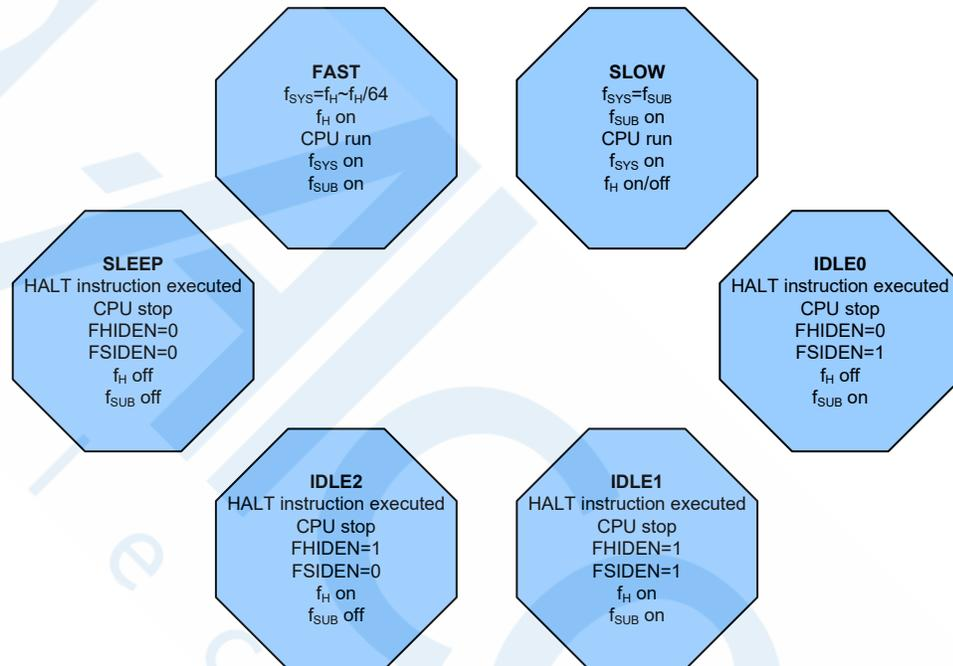 FAST
fSYS=fH~fH/64
fH on
CPU run
fSYS on
fSUB on
SLOW
fSYS=fSUB
fSUB on
CPU run
fSYS on
fH on/off
SLEEP
HALT instruction executed
CPU stop
FHIDEN=0
FSIDEN=0
fH off
fSUB off
IDLE0
HALT instruction executed
CPU stop
FHIDEN=0
FSIDEN=1
fH off
fSUB on
IDLE2
HALT instruction executed
CPU stop
FHIDEN=1
FSIDEN=0
fH on
fSUB off
IDLE1
HALT instruction executed
CPU stop
FHIDEN=1
FSIDEN=1
fH on
fSUB on